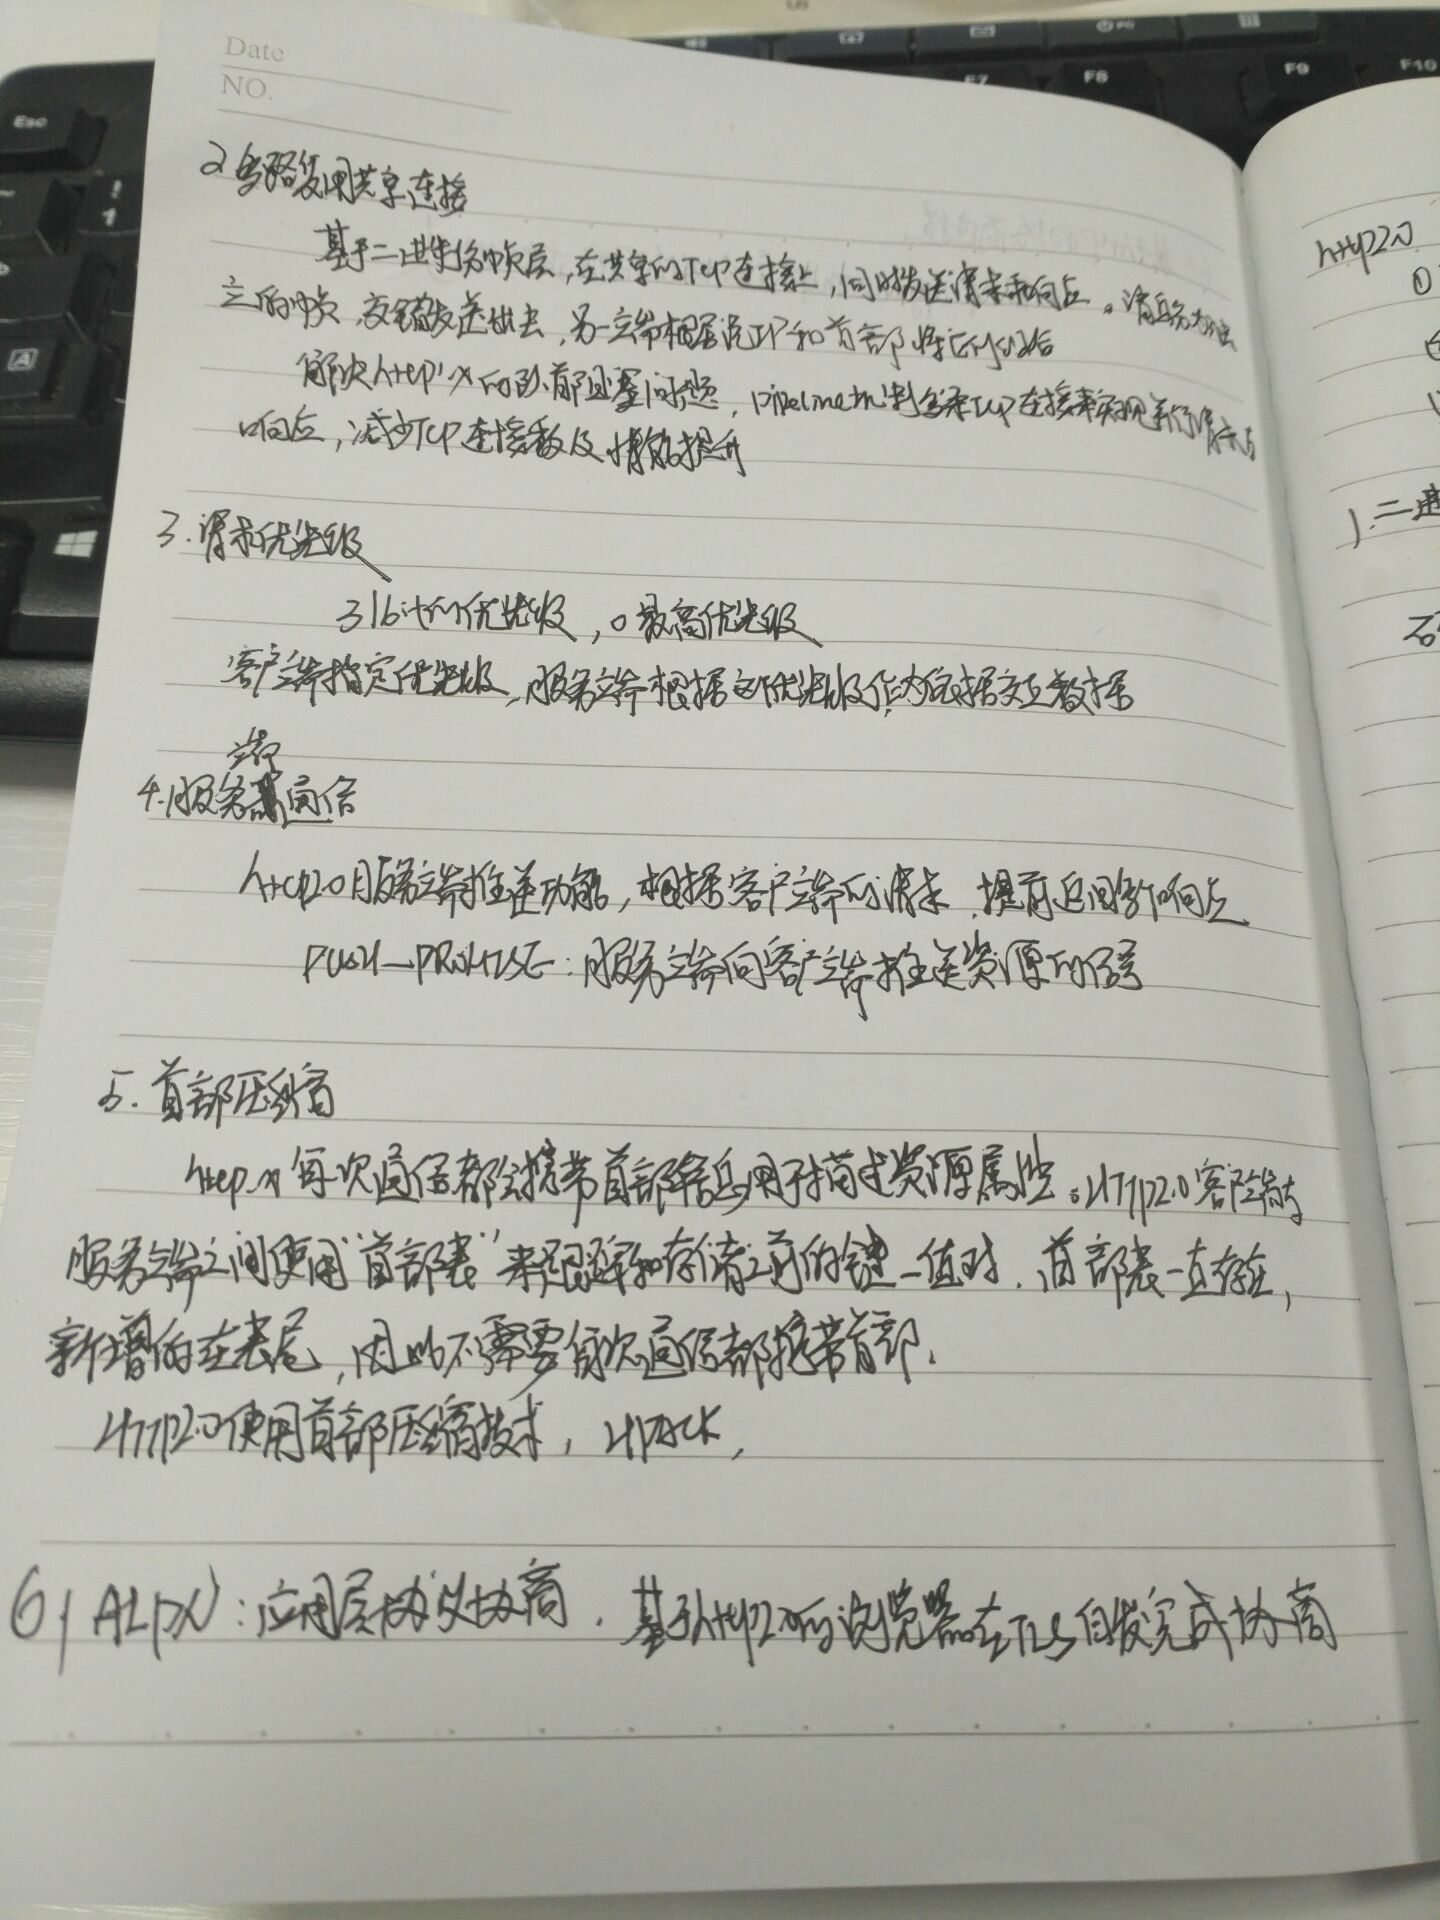 Date
NO.
2 多路复用共享连接
基于二进制分帧层,在共享的TCP连接上,同时发送请求和响应。消息分为独
立的帧,交错发送出去,另一端根据流ID和首部将它们组合
解决http1.x的队首阻塞问题,pipeline机制多条TCP连接来实现并行请求与
响应,减少TCP连接数及性能提升
3.请求优先级
31bit的优先级,0最高优先级
客户端指定优先级,服务端根据这个优先级作为依据交互数据
端
4.服务 通信
http2.0服务端推送功能,根据客户端的请求,提前返回多个响应
PUSH_PROMISE:服务端向客户端推送资源的信号
5.首部压缩
http1.x每次通信都会携带首部信息用于描述资源属性。HTTP2.0客户端与
服务端之间使用“首部表”来跟踪和存储之前的键-值对,首部表一直存在,
新增的在表尾,因此不需要每次通信都携带首部.
HTTP2.0使用首部压缩技术,HPACK,
6, ALPN:应用层协议协商.基于http2.0的浏览器在TLS自发完成协商
http2.0
①
1.二进